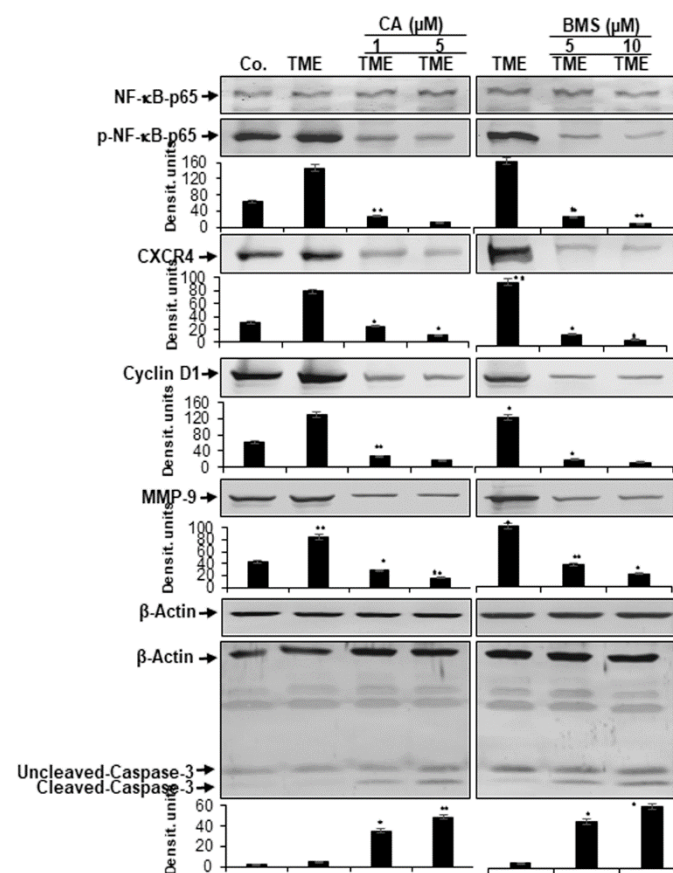 CA (µM) BMS (µM)
1 5 5 10
Co. TME TME TME TME TME TME
NF-κB-p65
p-NF-κB-p65
Densit. units
160
120
80
40
0
** ** **
CXCR4
Densit. units
100
80
60
40
20
0
* * ** * *
Cyclin D1
Densit. units
160
120
80
40
0
** * *
MMP-9
Densit. units
100
80
60
40
20
0
** * ** * ** *
β-Actin
β-Actin
Uncleaved-Caspase-3
Cleaved-Caspase-3
Densit. units
60
40
20
0
* ** * *